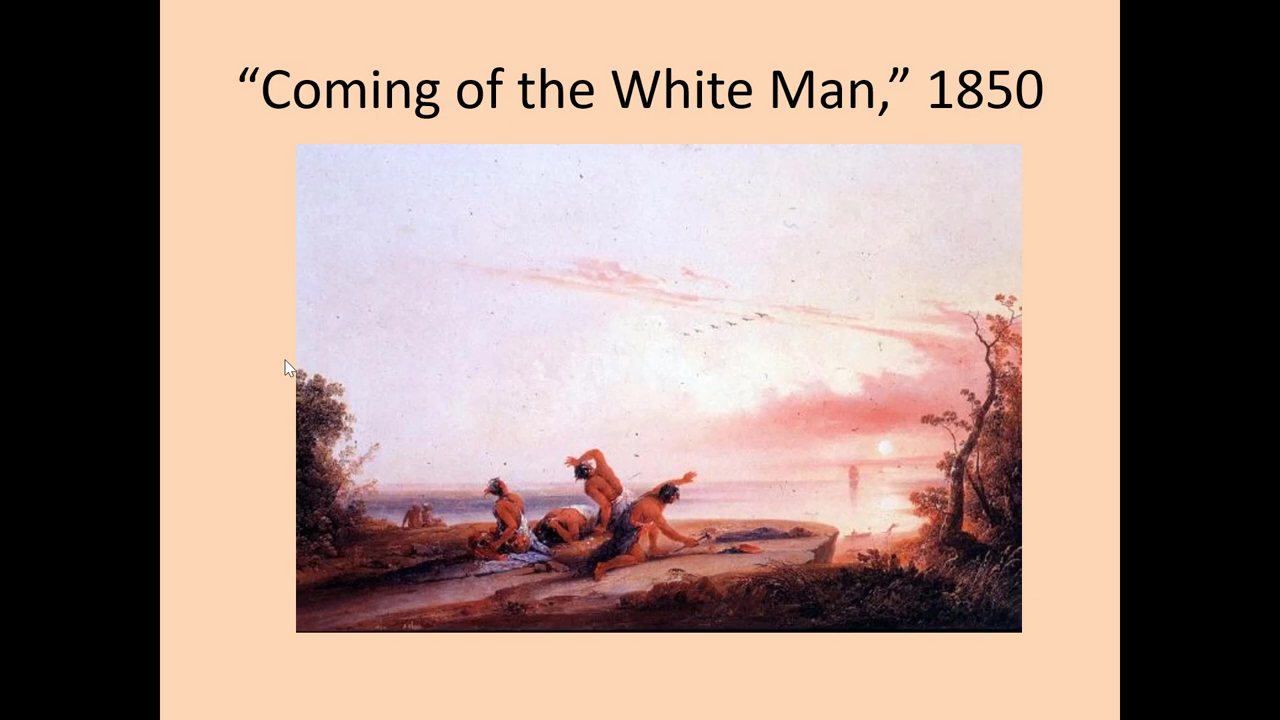 “Coming of the White Man,” 1850